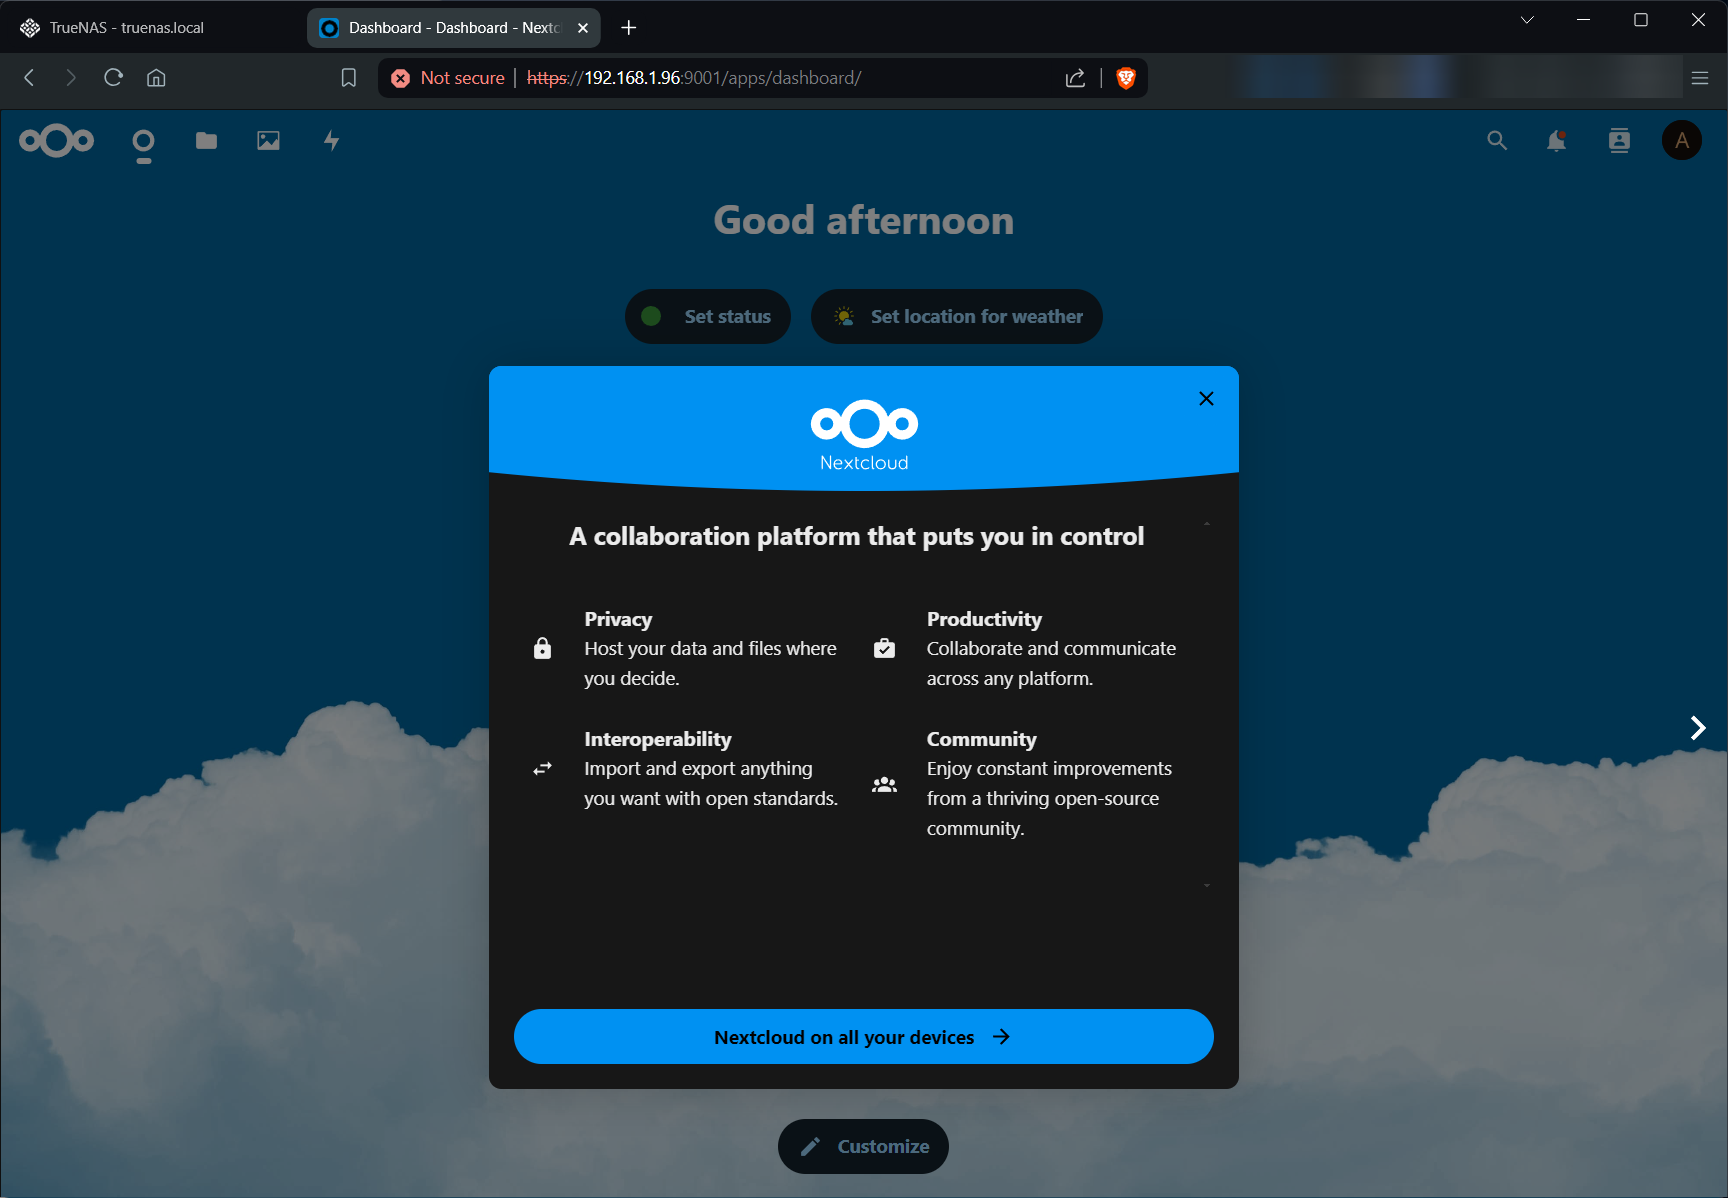 TrueNAS - truenas.local
Dashboard - Dashboard - Nextc
Not secure
https://192.168.1.96:9001/apps/dashboard/
A
Good afternoon
Set status
Set location for weather
Nextcloud
A collaboration platform that puts you in control
Privacy
Host your data and files where
you decide.
Productivity
Collaborate and communicate
across any platform.
Interoperability
Import and export anything
you want with open standards.
Community
Enjoy constant improvements
from a thriving open-source
community.
Nextcloud on all your devices
Customize